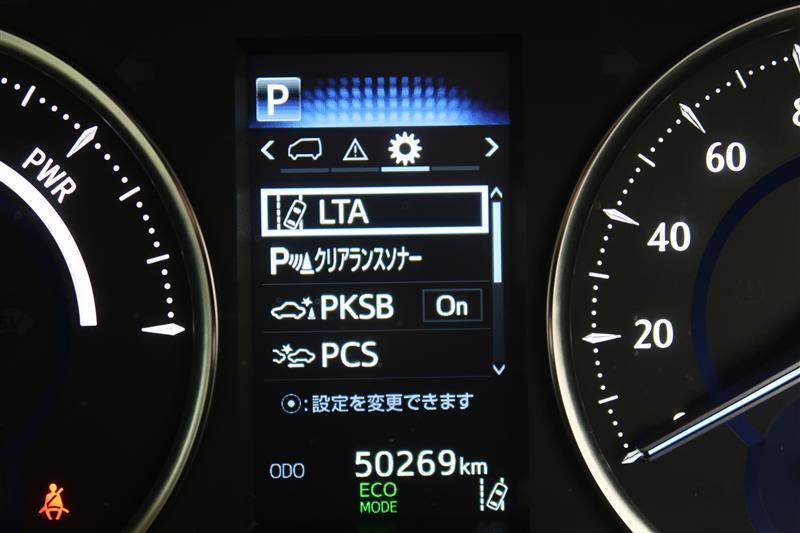 P
LTA
Pクリアランスソナー
PKSB On
PCS
:設定を変更できます
ODO 50269km
ECO
MODE
PWR
60
40
20